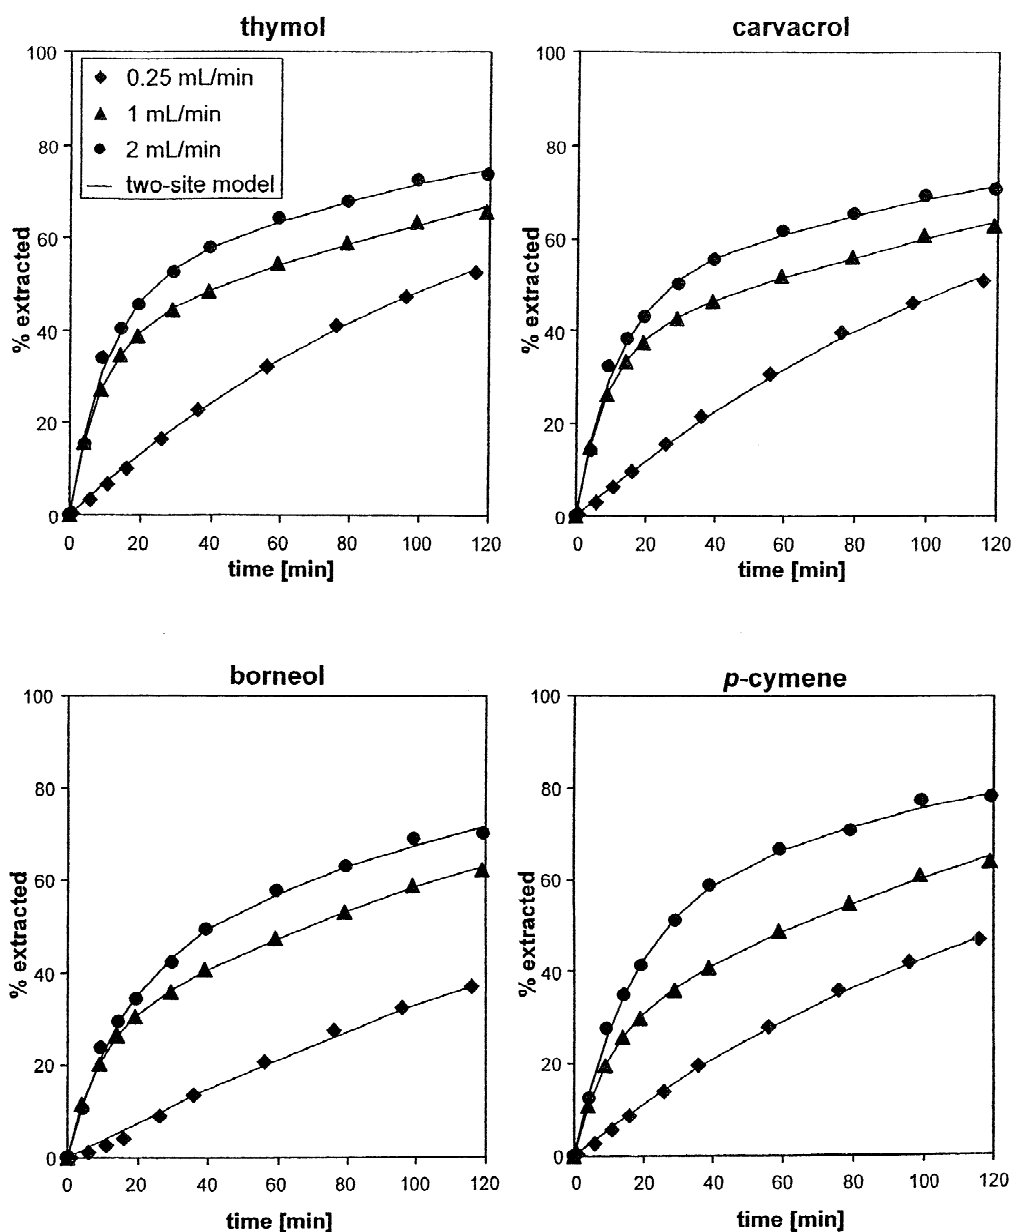 thymol
100
80
60
40
20
0
% extracted
0.25 mL/min
1 mL/min
2 mL/min
two-site model
0 20 40 60 80 100 120
time [min]
carvacrol
100
80
60
40
20
0
% extracted
0 20 40 60 80 100 120
time [min]
borneol
100
80
60
40
20
0
% extracted
0 20 40 60 80 100 120
time [min]
p-cymene
100
80
60
40
20
0
% extracted
0 20 40 60 80 100 120
time [min]